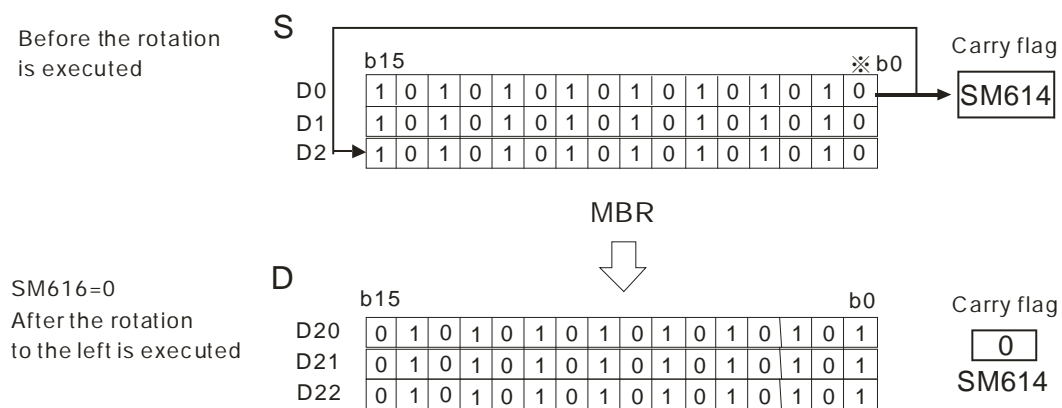 Before the rotation
is executed
S
b15 ※ b0
Carry flag
D0 1 0 1 0 1 0 1 0 1 0 1 0 1 0 1 0
SM614
D1 1 0 1 0 1 0 1 0 1 0 1 0 1 0 1 0
D2 1 0 1 0 1 0 1 0 1 0 1 0 1 0 1 0
MBR
SM616=0
After the rotation
to the left is executed
D
b15 b0
Carry flag
D20 0 1 0 1 0 1 0 1 0 1 0 1 0 1 0 1
D21 0 1 0 1 0 1 0 1 0 1 0 1 0 1 0 1
D22 0 1 0 1 0 1 0 1 0 1 0 1 0 1 0 1
0
SM614